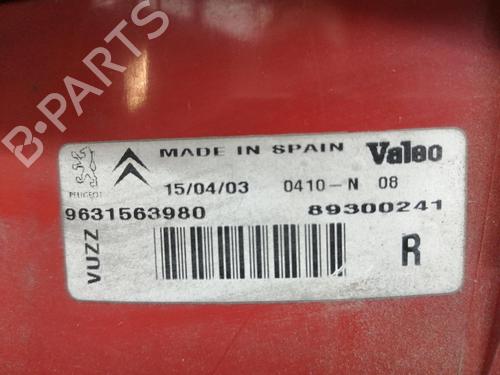 B-PARTS
MADE IN SPAIN Valeo
PEUGEOT 15/04/03 0410-N 08
9631563980 89300241
VUZZ
R